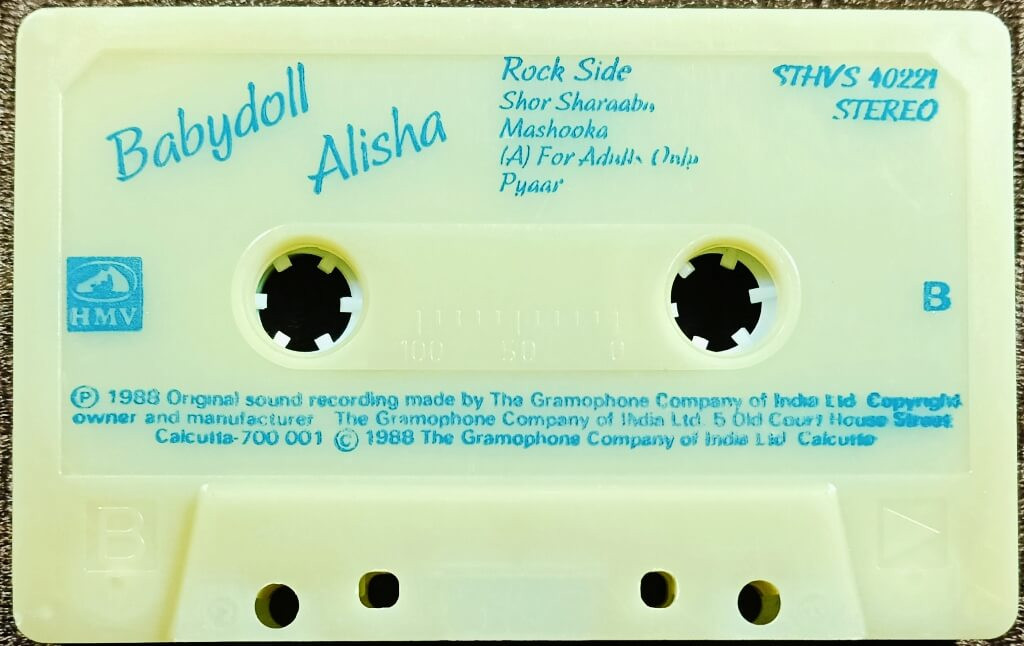 Babydoll
Alisha
Rock Side
Shor Sharaaba
Mashooka
(A) For Adults Only
Pyaar
STHVS 40221
STEREO
HMV
B
100 50 0
Ⓟ 1988 Original sound recording made by The Gramophone Company of India Ltd Copyright
owner and manufacturer The Gramophone Company of India Ltd. 5 Old Court House Street
Calcutta-700 001 © 1988 The Gramophone Company of India Ltd Calcutta
B